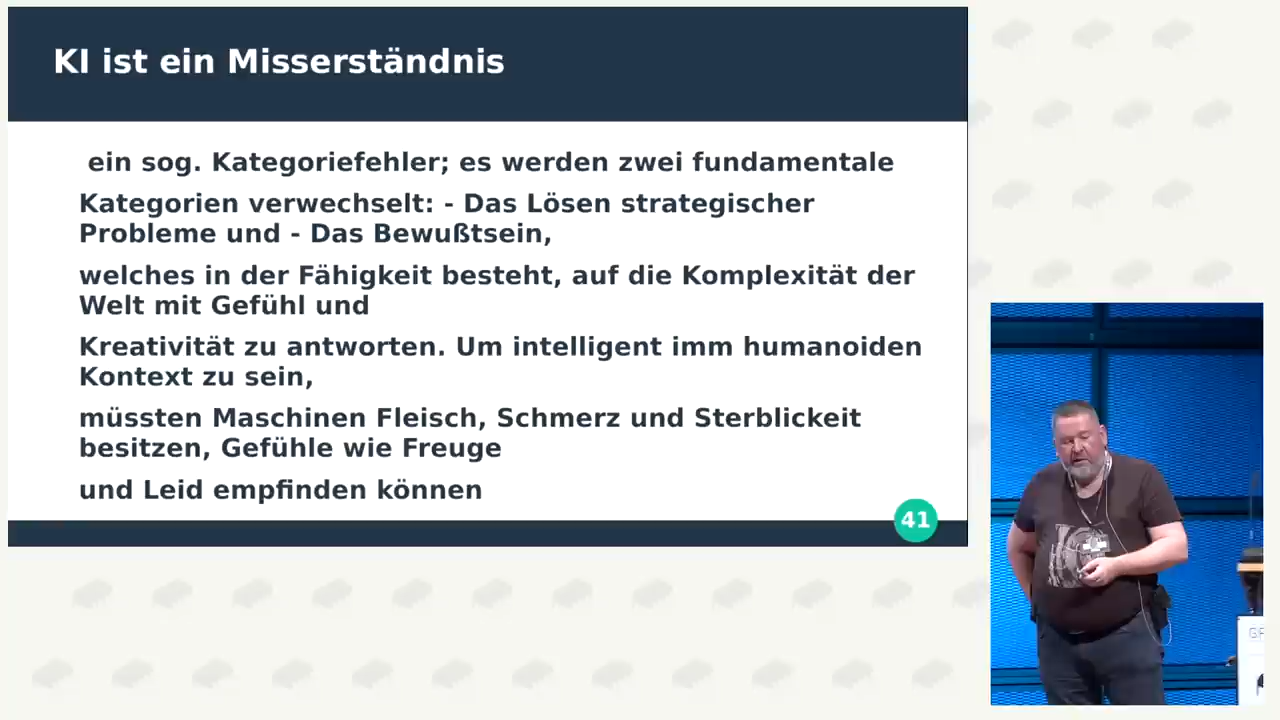 KI ist ein Misserständnis
ein sog. Kategoriefehler; es werden zwei fundamentale
Kategorien verwechselt: - Das Lösen strategischer
Probleme und - Das Bewußtsein,
welches in der Fähigkeit besteht, auf die Komplexität der
Welt mit Gefühl und
Kreativität zu antworten. Um intelligent imm humanoiden
Kontext zu sein,
müssten Maschinen Fleisch, Schmerz und Sterblickeit
besitzen, Gefühle wie Freuge
und Leid empfinden können
41